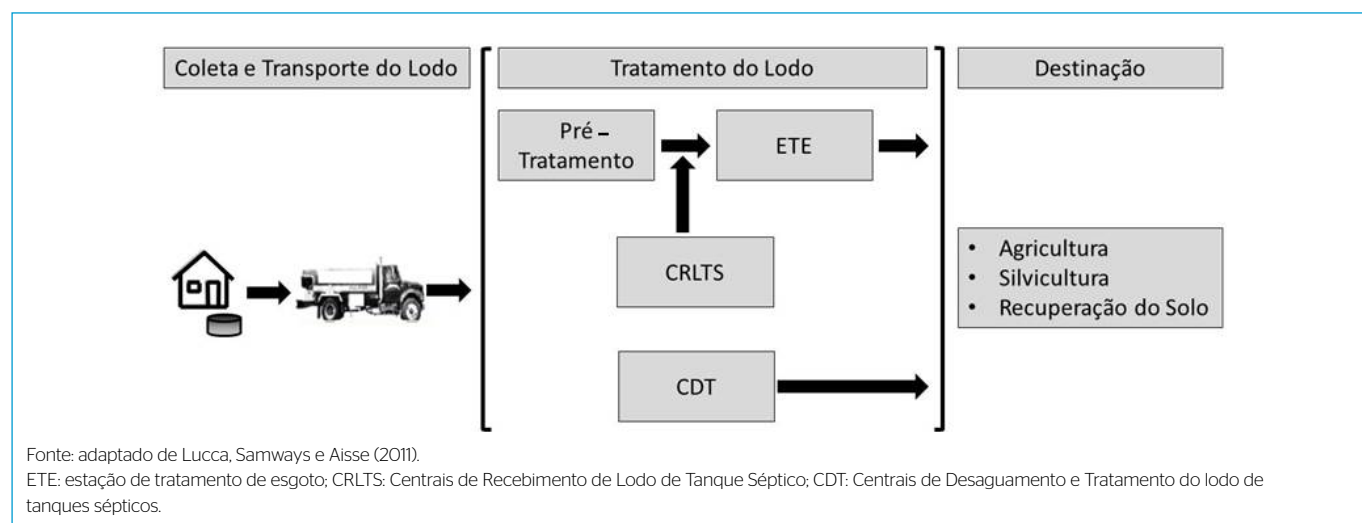 Coleta e Transporte do Lodo
Tratamento do Lodo
Destinação
Pré –
Tratamento
ETE
CRLTS
CDT
• Agricultura
• Silvicultura
• Recuperação do Solo
Fonte: adaptado de Lucca, Samways e Aisse (2011).
ETE: estação de tratamento de esgoto; CRLTS: Centrais de Recebimento de Lodo de Tanque Séptico; CDT: Centrais de Desaguamento e Tratamento do lodo de
tanques sépticos.